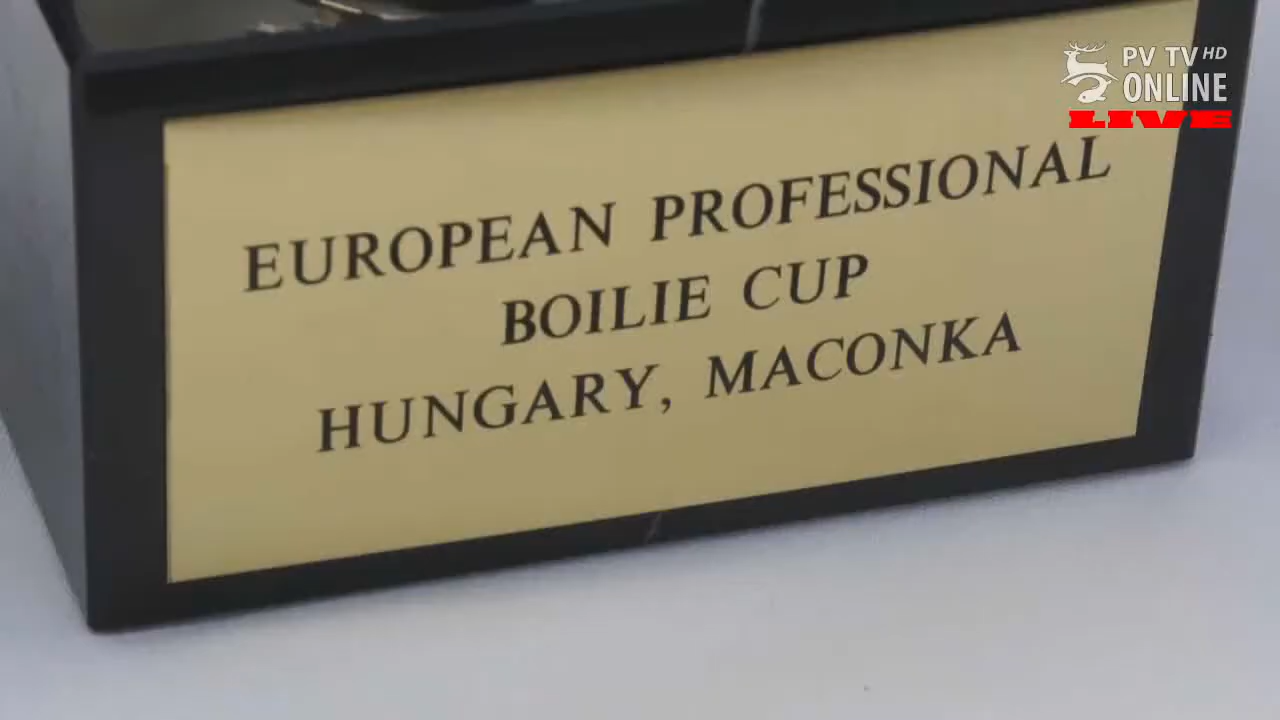 PV TV HD
ONLINE
LIVE
EUROPEAN PROFESSIONAL
BOILIE CUP
HUNGARY, MACONKA